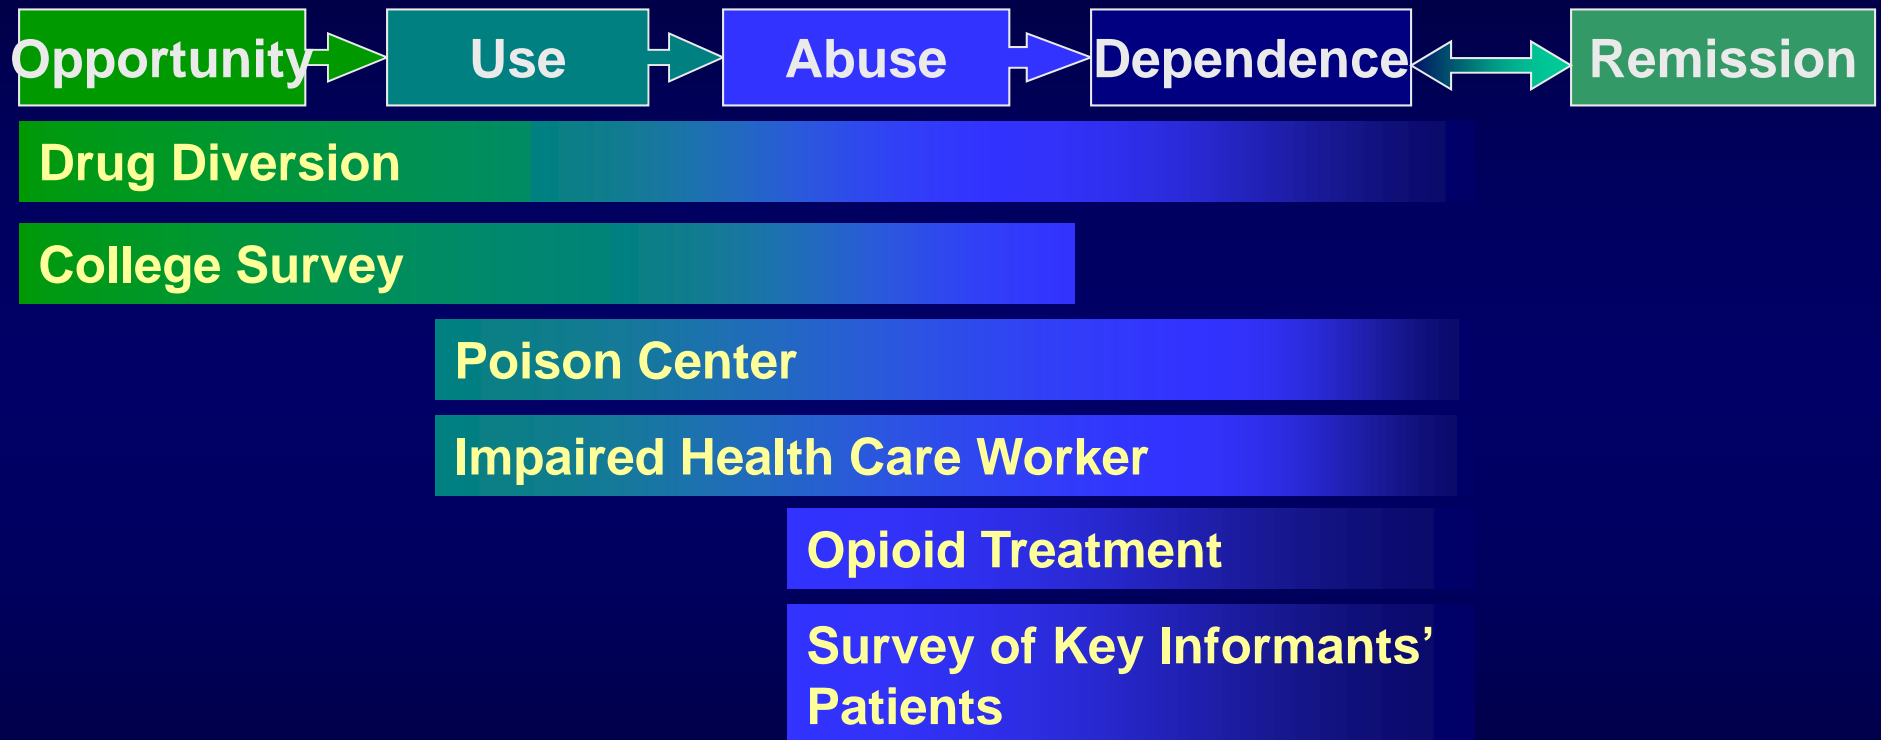 Opportunity Use Abuse Dependence Remission
Drug Diversion
College Survey
Poison Center
Impaired Health Care Worker
Opioid Treatment
Survey of Key Informants’
Patients